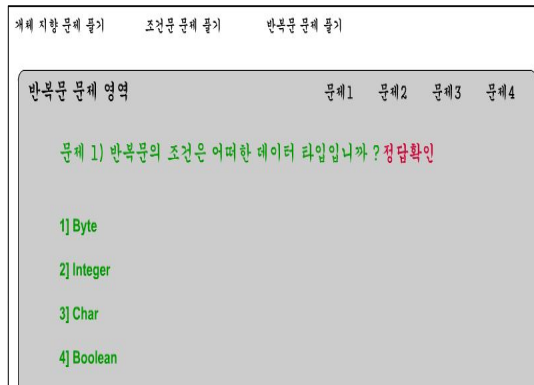 객체 지향 문제 풀기 조건문 문제 풀기 반복문 문제 풀기
반복문 문제 영역 문제1 문제2 문제3 문제4
문제 1) 반복문의 조건은 어떠한 데이터 타입입니까 ? 정답확인
1] Byte
2] Integer
3] Char
4] Boolean